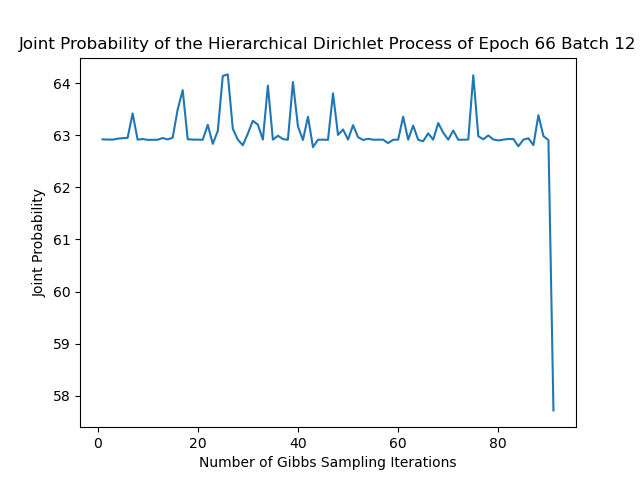 Joint Probability of the Hierarchical Dirichlet Process of Epoch 66 Batch 12
64
63
62
61
60
59
58
Joint Probability
0 20 40 60 80
Number of Gibbs Sampling Iterations